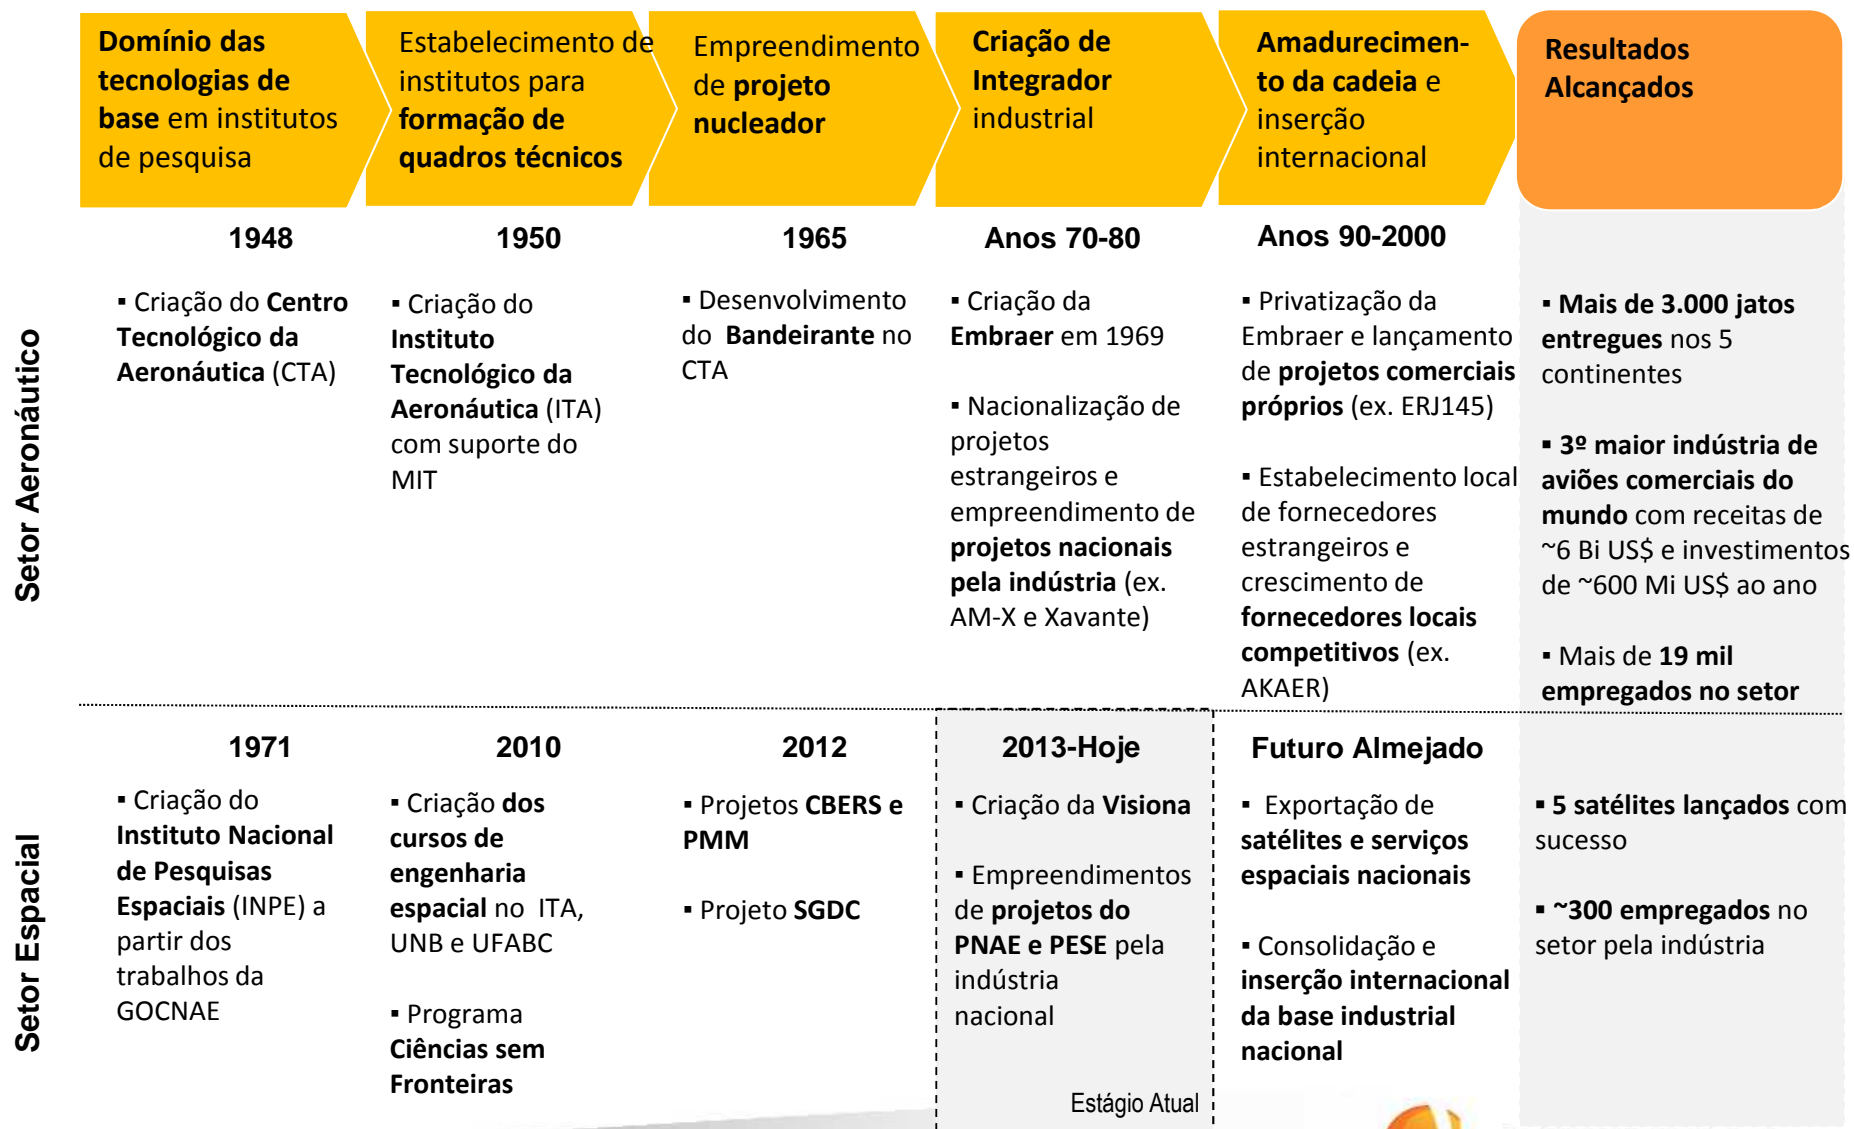 Domínio das
tecnologias de
base em institutos
de pesquisa
Estabelecimento de
institutos para
formação de
quadros técnicos
Empreendimento
de projeto
nucleador
Criação de
Integrador
industrial
Amadurecimen-
to da cadeia e
inserção
internacional
Resultados
Alcançados
Setor Aeronáutico
1948
▪ Criação do Centro
Tecnológico da
Aeronáutica (CTA)
1950
▪ Criação do
Instituto
Tecnológico da
Aeronáutica (ITA)
com suporte do
MIT
1965
▪ Desenvolvimento
do Bandeirante no
CTA
Anos 70-80
▪ Criação da
Embraer em 1969
▪ Nacionalização de
projetos
estrangeiros e
empreendimento de
projetos nacionais
pela indústria (ex.
AM-X e Xavante)
Anos 90-2000
▪ Privatização da
Embraer e lançamento
de projetos comerciais
próprios (ex. ERJ145)
▪ Estabelecimento local
de fornecedores
estrangeiros e
crescimento de
fornecedores locais
competitivos (ex.
AKAER)
▪ Mais de 3.000 jatos
entregues nos 5
continentes
▪ 3º maior indústria de
aviões comerciais do
mundo com receitas de
~6 Bi US$ e investimentos
de ~600 Mi US$ ao ano
▪ Mais de 19 mil
empregados no setor
Setor Espacial
1971
▪ Criação do
Instituto Nacional
de Pesquisas
Espaciais (INPE) a
partir dos
trabalhos da
GOCNAE
2010
▪ Criação dos
cursos de
engenharia
espacial no ITA,
UNB e UFABC
▪ Programa
Ciências sem
Fronteiras
2012
▪ Projetos CBERS e
PMM
▪ Projeto SGDC
2013-Hoje
▪ Criação da Visiona
▪ Empreendimentos
de projetos do
PNAE e PESE pela
indústria
nacional
Estágio Atual
Futuro Almejado
▪ Exportação de
satélites e serviços
espaciais nacionais
▪ Consolidação e
inserção internacional
da base industrial
nacional
▪ 5 satélites lançados com
sucesso
▪ ~300 empregados no
setor pela indústria